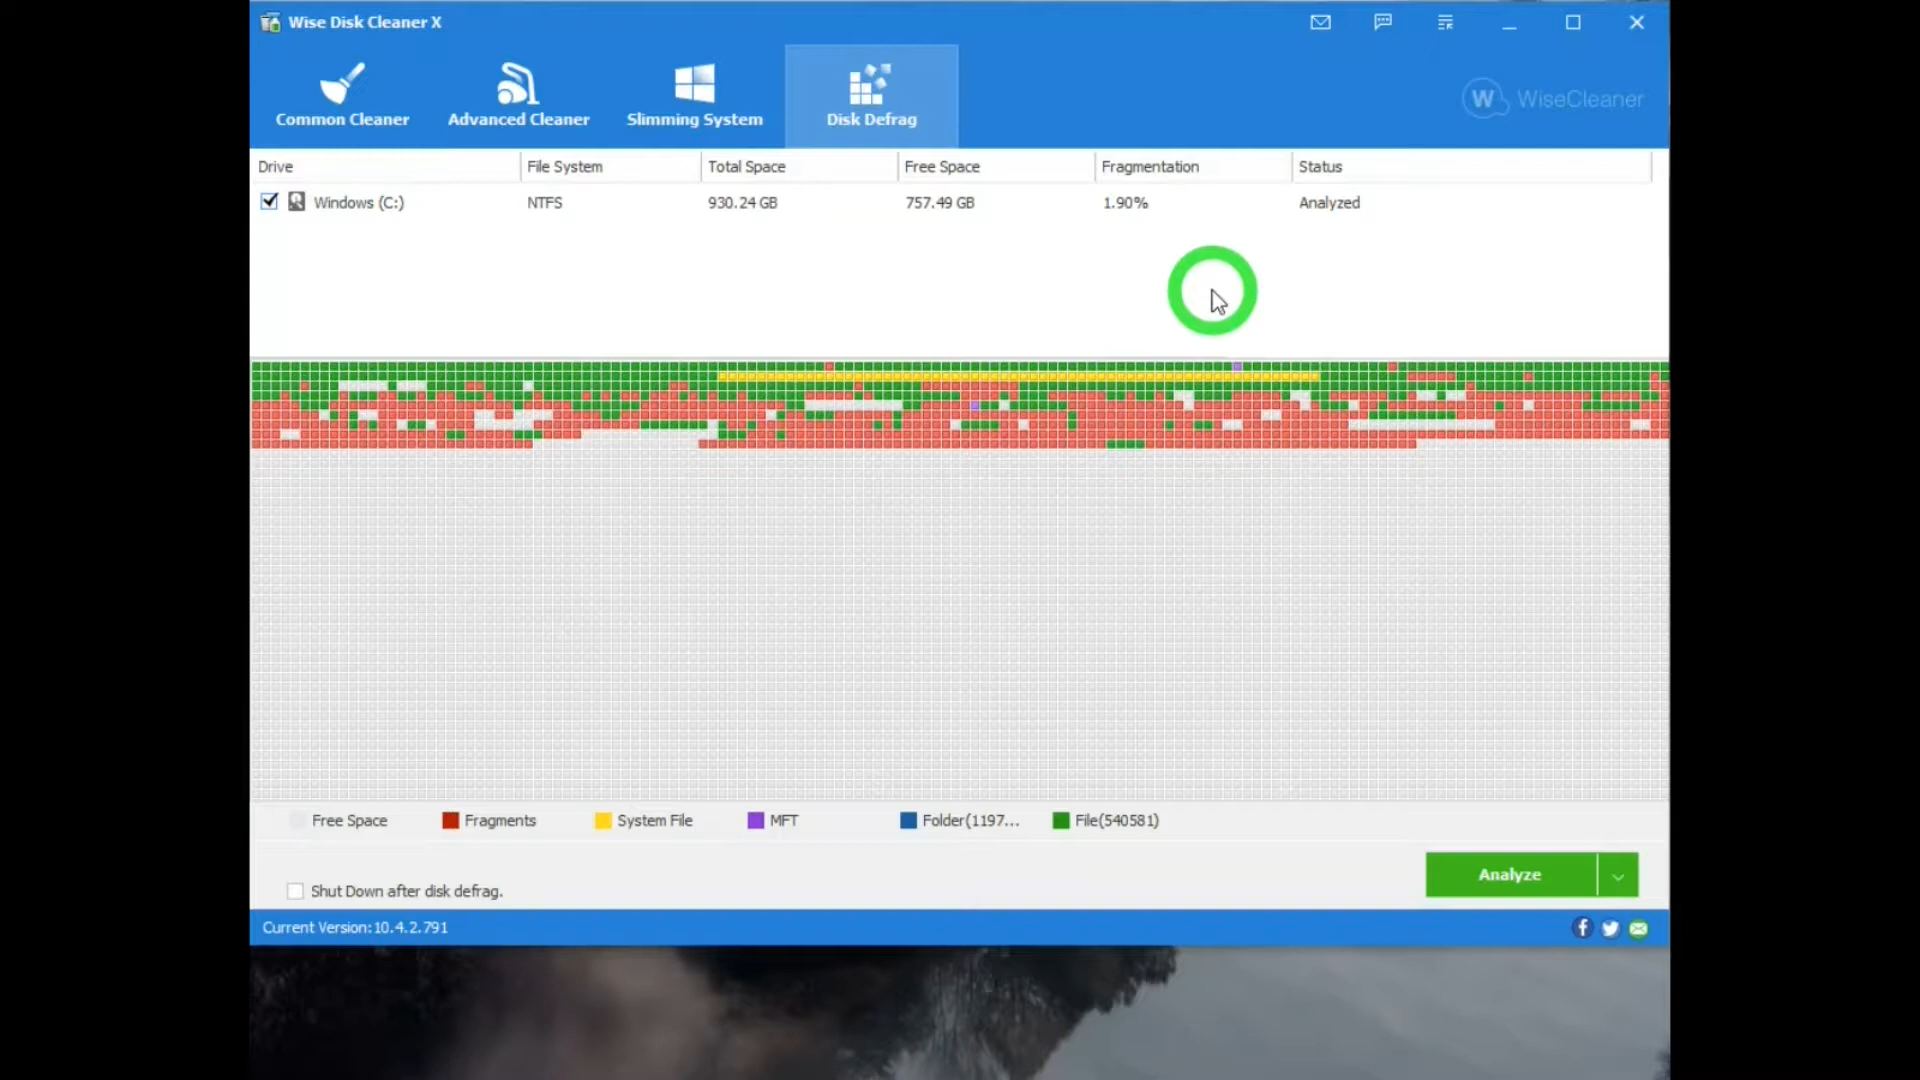 Wise Disk Cleaner X
Common Cleaner
Advanced Cleaner
Slimming System
Disk Defrag
W WiseCleaner
Drive File System Total Space Free Space Fragmentation Status
Windows (C:) NTFS 930.24 GB 757.49 GB 1.90% Analyzed
Free Space Fragments System File MFT Folder(1197... File(540581)
Analyze
Shut Down after disk defrag.
Current Version:10.4.2.791